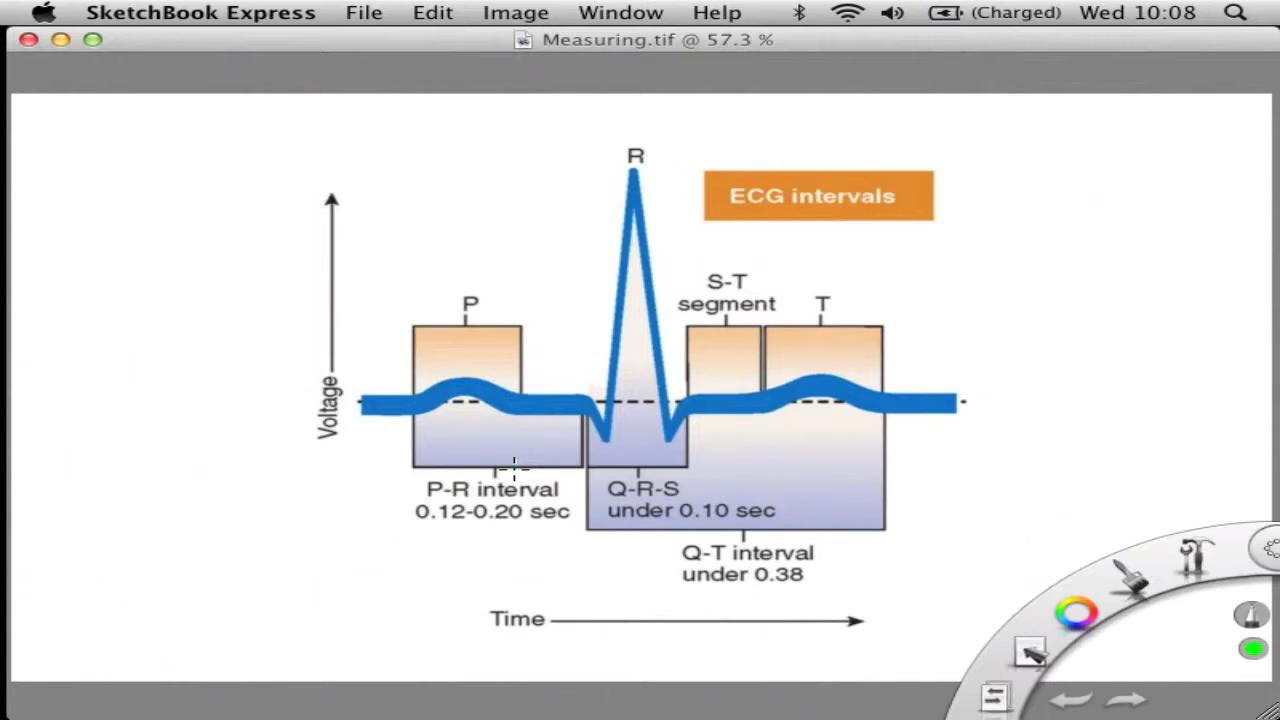 SketchBook Express File Edit Image Window Help (Charged) Wed 10:08
Measuring.tif @ 57.3 %
R
ECG intervals
P
S-T
segment
T
Voltage
P-R interval
0.12-0.20 sec
Q-R-S
under 0.10 sec
Q-T interval
under 0.38
Time